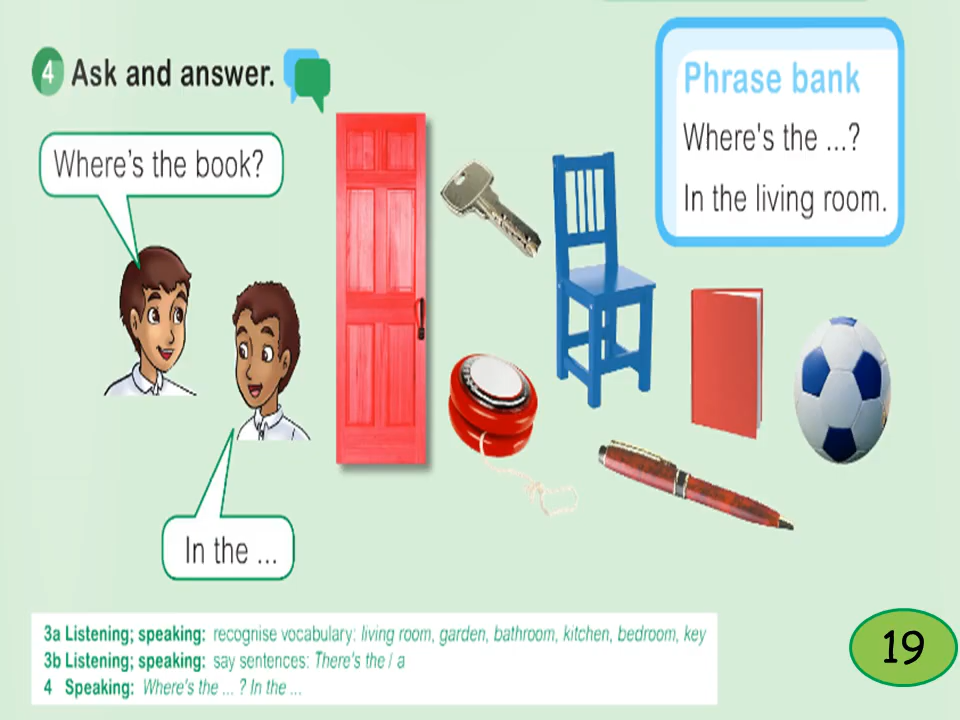 4 Ask and answer.
Where's the book?
In the ...
Phrase bank
Where's the ...?
In the living room.
3a Listening; speaking: recognise vocabulary: living room, garden, bathroom, kitchen, bedroom, key
3b Listening; speaking: say sentences: There's the / a
4 Speaking: Where's the ... ? In the ...
19